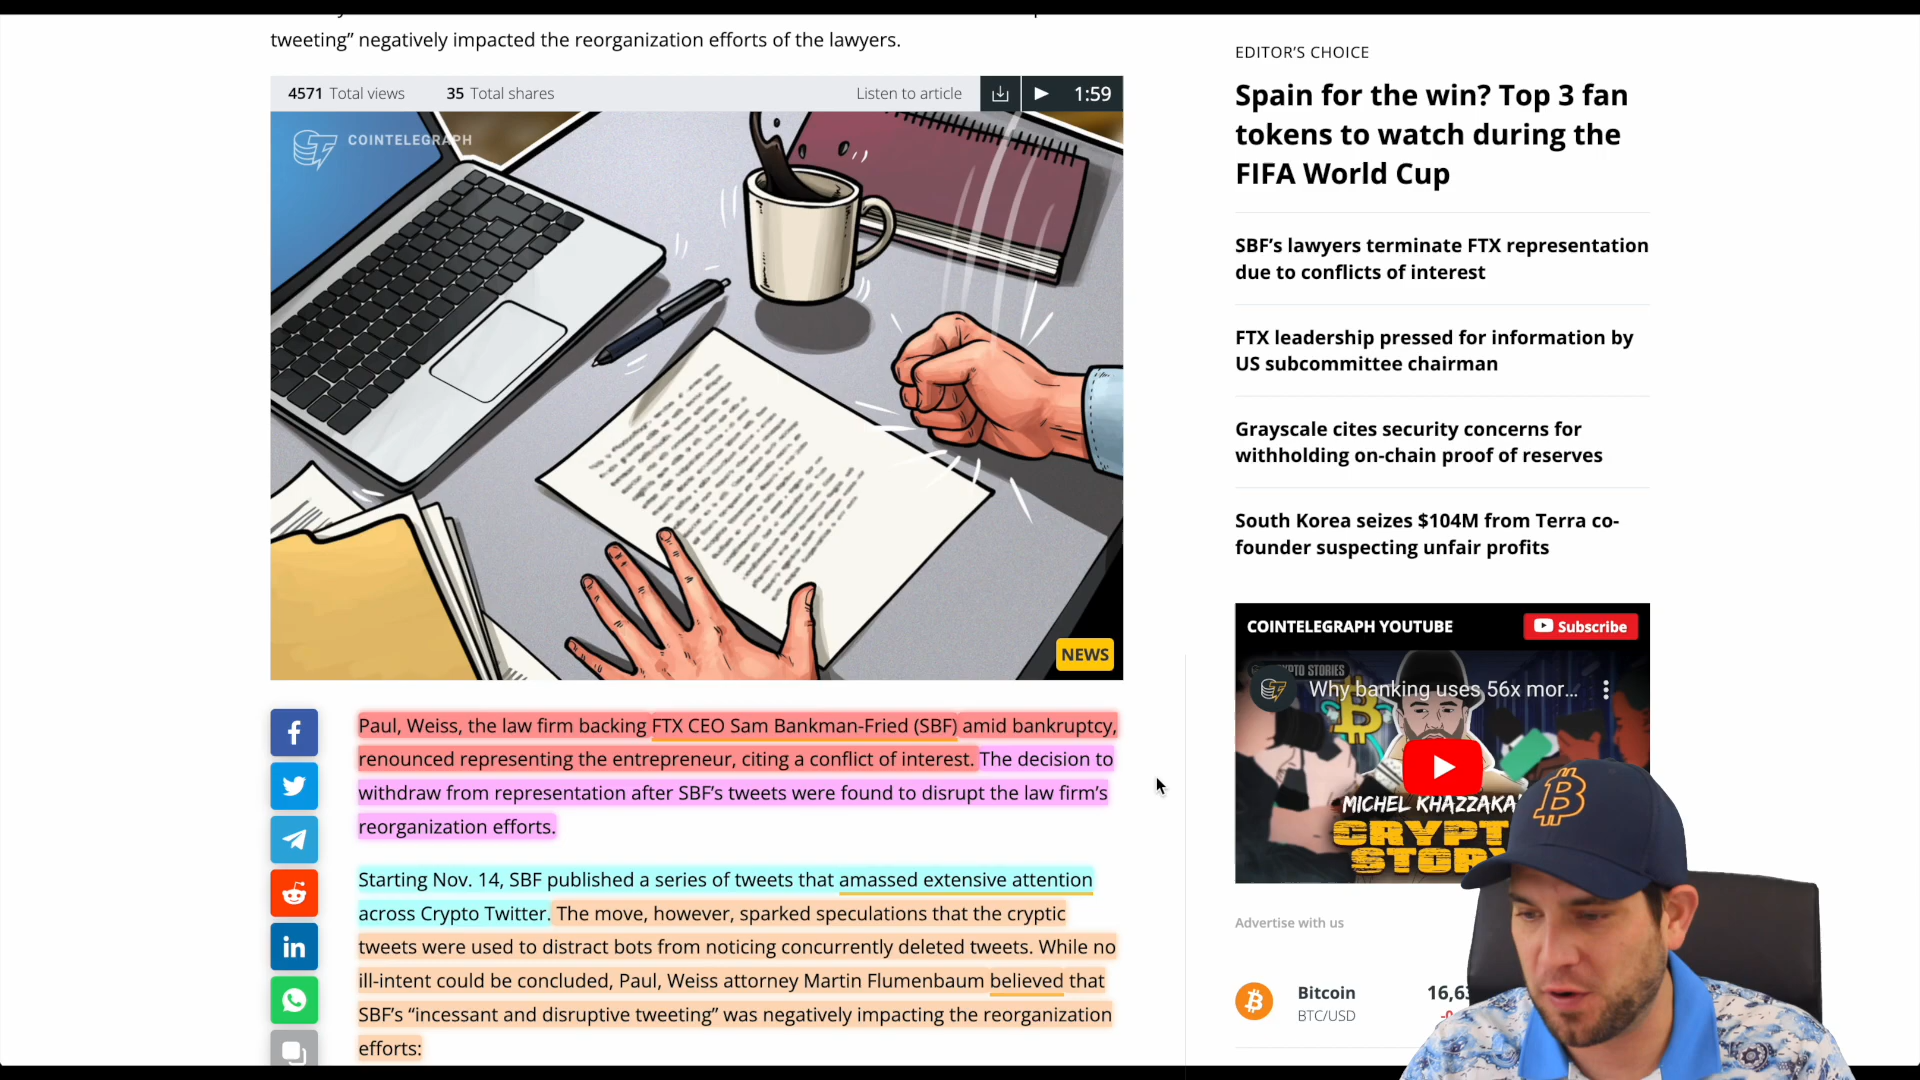 tweeting” negatively impacted the reorganization efforts of the lawyers.
4571 Total views 35 Total shares Listen to article 1:59
COINTELEGRAPH
NEWS
Paul, Weiss, the law firm backing FTX CEO Sam Bankman-Fried (SBF) amid bankruptcy,
renounced representing the entrepreneur, citing a conflict of interest. The decision to
withdraw from representation after SBF’s tweets were found to disrupt the law firm’s
reorganization efforts.
Starting Nov. 14, SBF published a series of tweets that amassed extensive attention
across Crypto Twitter. The move, however, sparked speculations that the cryptic
tweets were used to distract bots from noticing concurrently deleted tweets. While no
ill-intent could be concluded, Paul, Weiss attorney Martin Flumenbaum believed that
SBF’s “incessant and disruptive tweeting” was negatively impacting the reorganization
efforts:
EDITOR’S CHOICE
Spain for the win? Top 3 fan
tokens to watch during the
FIFA World Cup
SBF’s lawyers terminate FTX representation
due to conflicts of interest
FTX leadership pressed for information by
US subcommittee chairman
Grayscale cites security concerns for
withholding on-chain proof of reserves
South Korea seizes $104M from Terra co-
founder suspecting unfair profits
COINTELEGRAPH YOUTUBE Subscribe
STORIES
Why banking uses 56x mor...
MICHEL
CRYPT
STOR
Advertise with us
Bitcoin 16,63
BTC/USD